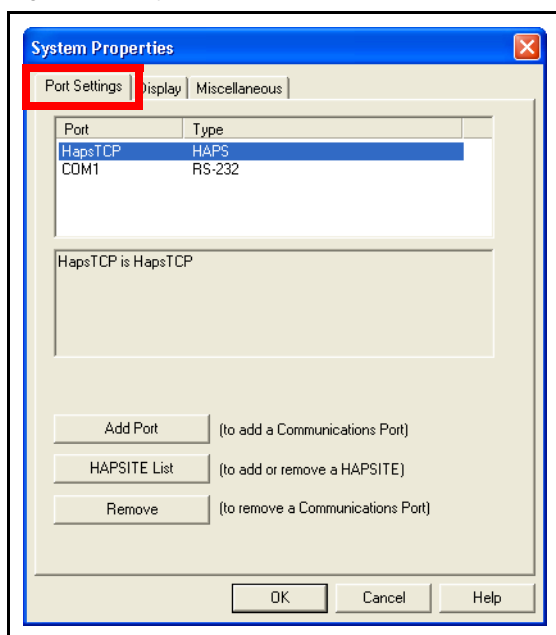 System Properties
Port Settings Display Miscellaneous
Port Type
HapsTCP HAPS
COM1 RS-232
HapsTCP is HapsTCP
Add Port (to add a Communications Port)
HAPSITE List (to add or remove a HAPSITE)
Remove (to remove a Communications Port)
OK Cancel Help